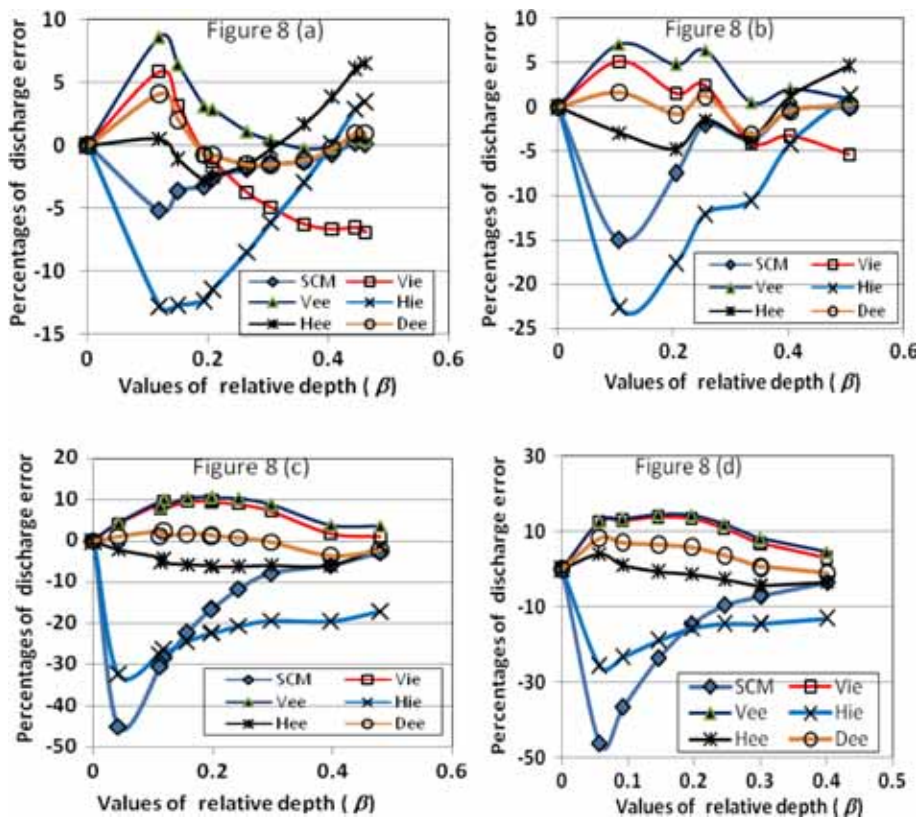 Figure 8 (a)
Percentages of discharge error
10
5
0
-5
-10
-15
SCM Vie
Vee Hie
Hee Dee
0 0.2 0.4 0.6
Values of relative depth ( β )
Figure 8 (b)
Percentages of discharge error
10
5
0
-5
-10
-15
-20
-25
SCM Vie
Vee Hie
Hee Dee
0 0.2 0.4 0.6
Values of relative depth ( β )
Figure 8 (c)
Percentages of discharge error
20
10
0
-10
-20
-30
-40
-50
SCM Vie
Vee Hie
Hee Dee
0 0.2 0.4 0.6
Values of relative depth ( β )
Figure 8 (d)
Percentages of discharge error
30
10
-10
-30
-50
SCM Vie
Vee Hie
Hee Dee
0 0.1 0.2 0.3 0.4 0.5
Values of relative depth ( β )